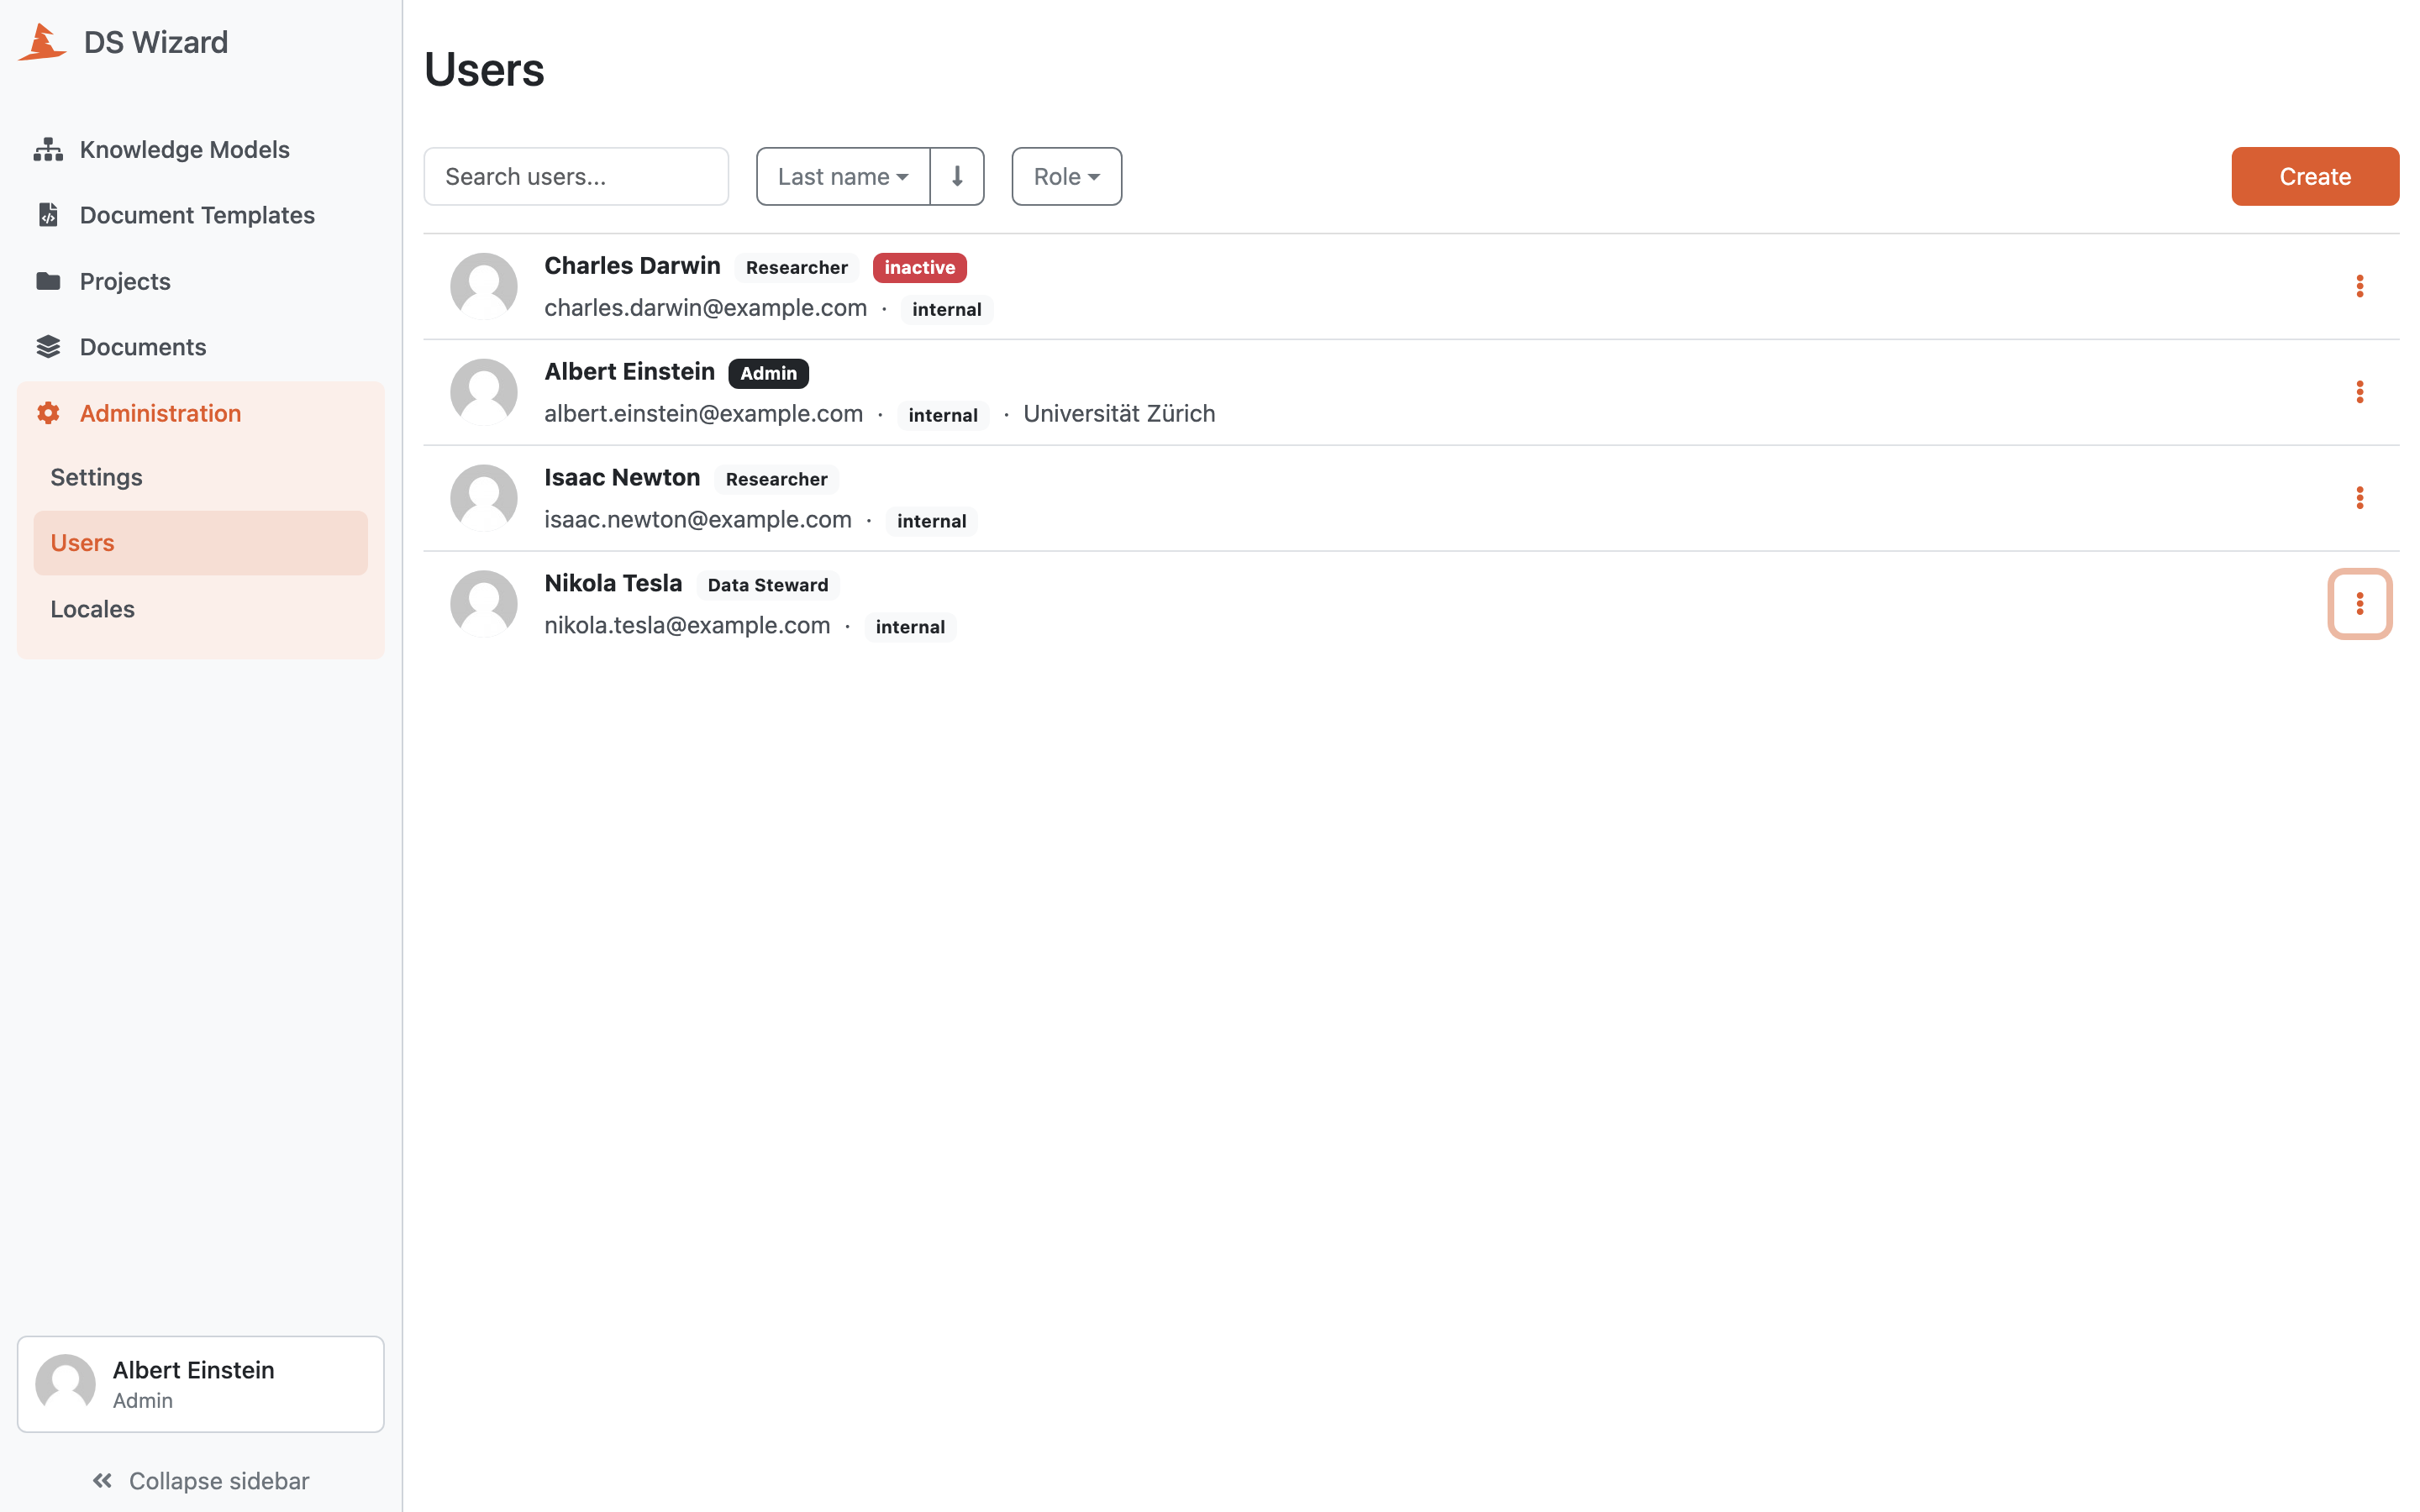 DS Wizard
Knowledge Models
Document Templates
Projects
Documents
Administration
Settings
Users
Locales
Albert Einstein
Admin
Collapse sidebar
Users
Search users...
Last name
Role
Create
Charles Darwin Researcher inactive
charles.darwin@example.com · internal
Albert Einstein Admin
albert.einstein@example.com · internal · Universität Zürich
Isaac Newton Researcher
isaac.newton@example.com · internal
Nikola Tesla Data Steward
nikola.tesla@example.com · internal